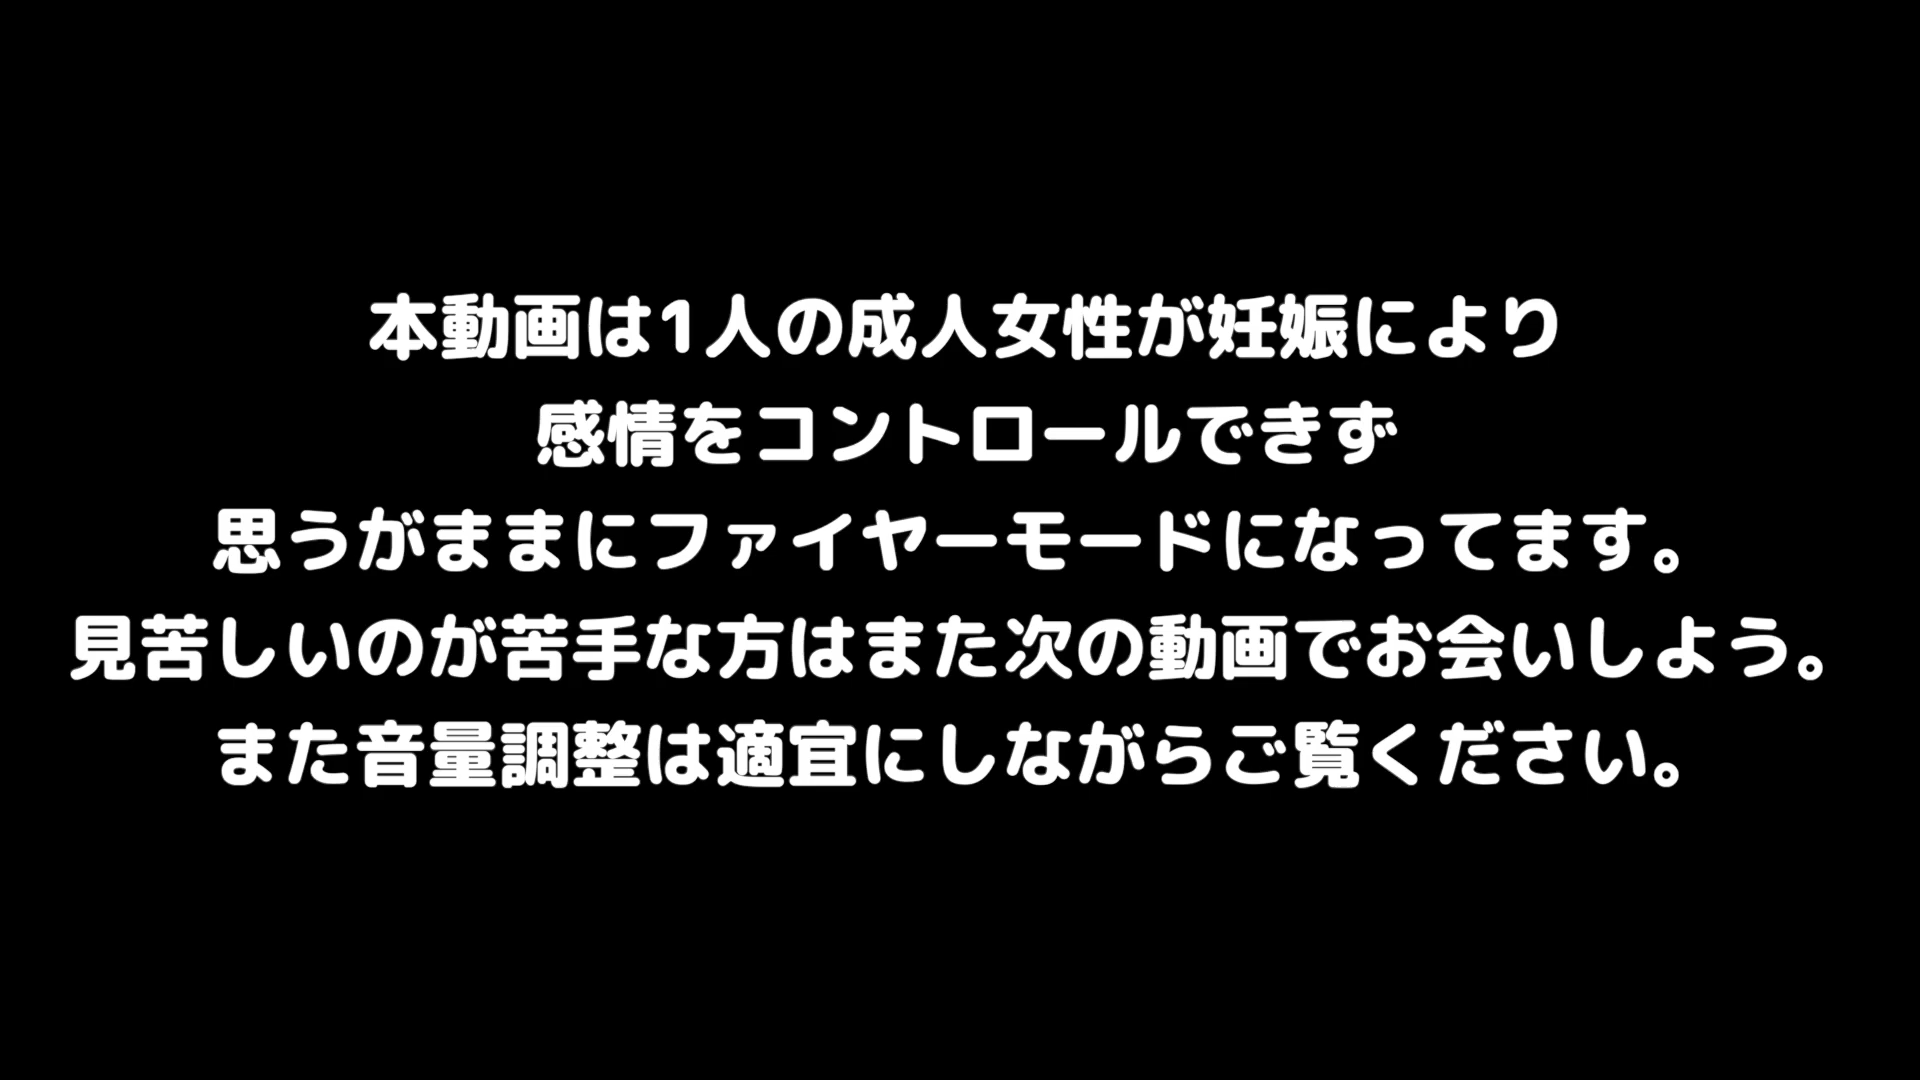 本動画は1人の成人女性が妊娠により
感情をコントロールできず
思うがままにファイヤーモードになってます。
見苦しいのが苦手な方はまた次の動画でお会いしよう。
また音量調整は適宜にしながらご覧ください。